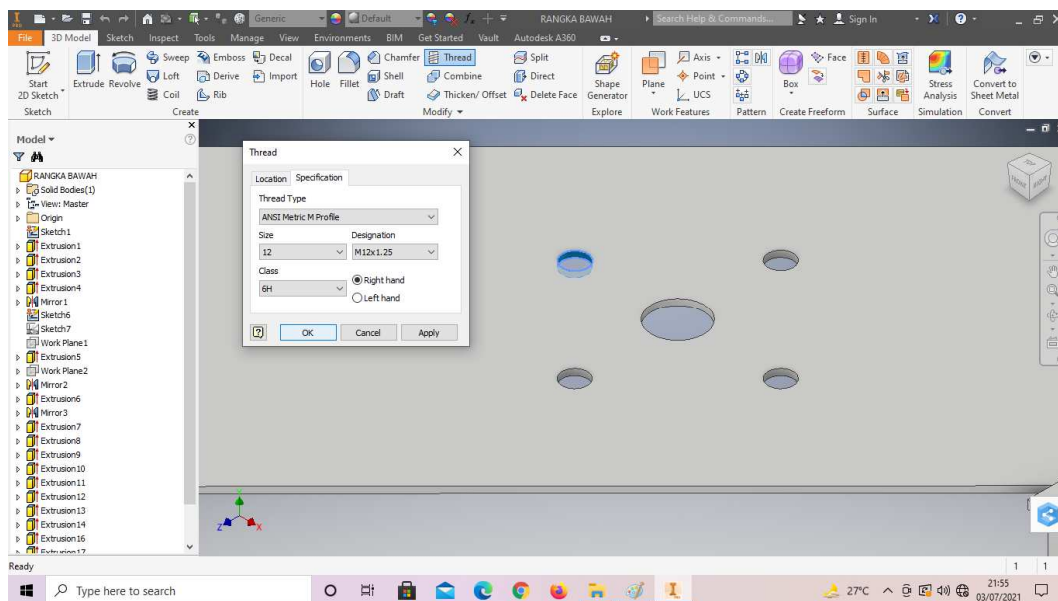 PRO
Generic
Default
RANGKA BAWAH
Search Help & Commands...
Sign In
File 3D Model Sketch Inspect Tools Manage View Environments BIM Get Started Vault Autodesk A360
Start
2D Sketch
Extrude Revolve
Sweep Emboss Decal
Loft Derive Import
Coil Rib
Hole Fillet
Chamfer Thread
Shell Combine
Draft Thicken/ Offset
Split
Direct
Delete Face
Shape
Generator
Plane
Axis
Point
UCS
Box
Face
Stress
Analysis
Convert to
Sheet Metal
Sketch Create Modify Explore Work Features Pattern Create Freeform Surface Simulation Convert
Model
RANGKA BAWAH
Solid Bodies(1)
View: Master
Origin
Sketch1
Extrusion1
Extrusion2
Extrusion3
Extrusion4
Mirror1
Sketch6
Sketch7
Work Plane1
Extrusion5
Work Plane2
Mirror2
Extrusion6
Mirror3
Extrusion7
Extrusion8
Extrusion9
Extrusion10
Extrusion11
Extrusion12
Extrusion13
Extrusion14
Extrusion16
Extrusion17
Thread
Location Specification
Thread Type
ANSI Metric M Profile
Size Designation
12 M12x1.25
Class
6H
Right hand
Left hand
OK Cancel Apply
TOP
FRONT RIGHT
Y
Z X
Ready
1 1
Type here to search
27°C
21:55
03/07/2021